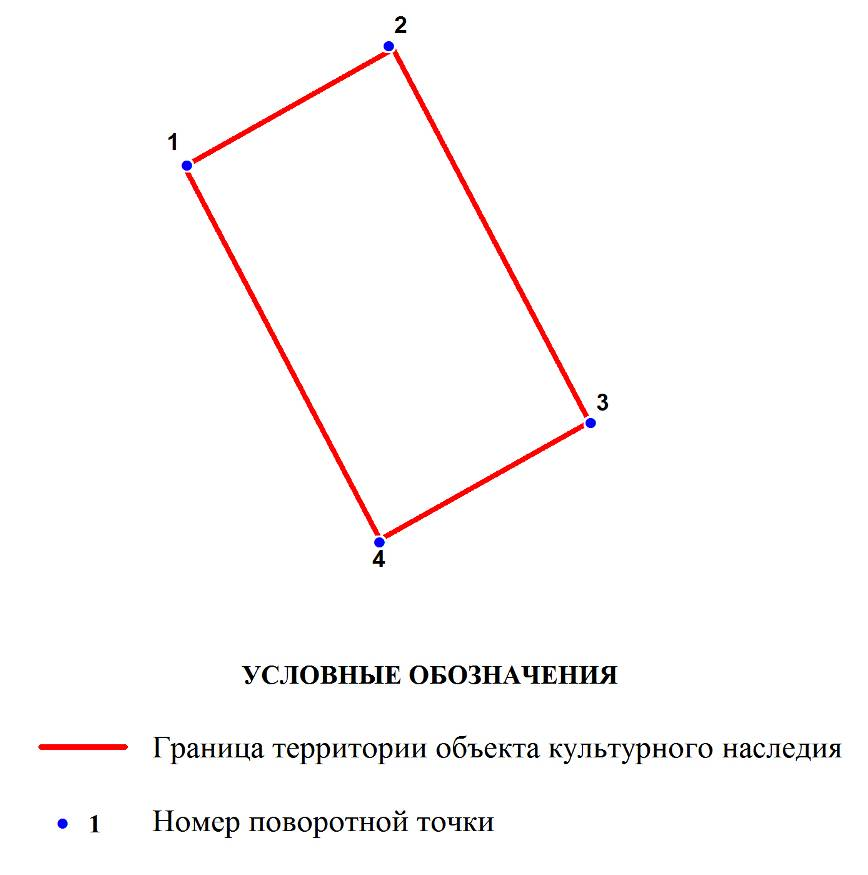 2
1
3
4
УСЛОВНЫЕ ОБОЗНАЧЕНИЯ
Граница территории объекта культурного наследия
1 Номер поворотной точки